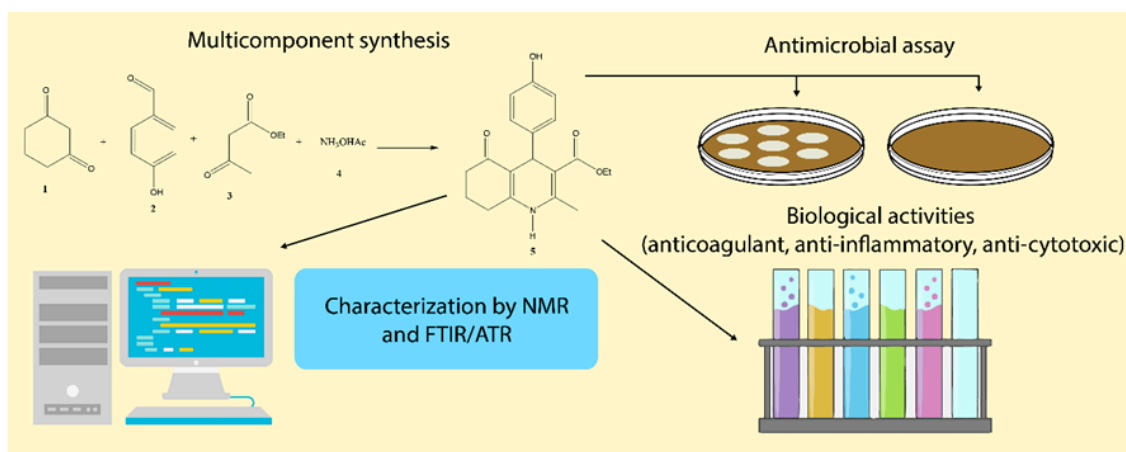 Multicomponent synthesis
Antimicrobial assay
O
O
1
+
O
OH
2
+
O
OEt
O
3
+
NH₃OHAc
4
OH
O
O
OEt
N
H
5
Biological activities
(anticoagulant, anti-inflammatory, anti-cytotoxic)
Characterization by NMR
and FTIR/ATR